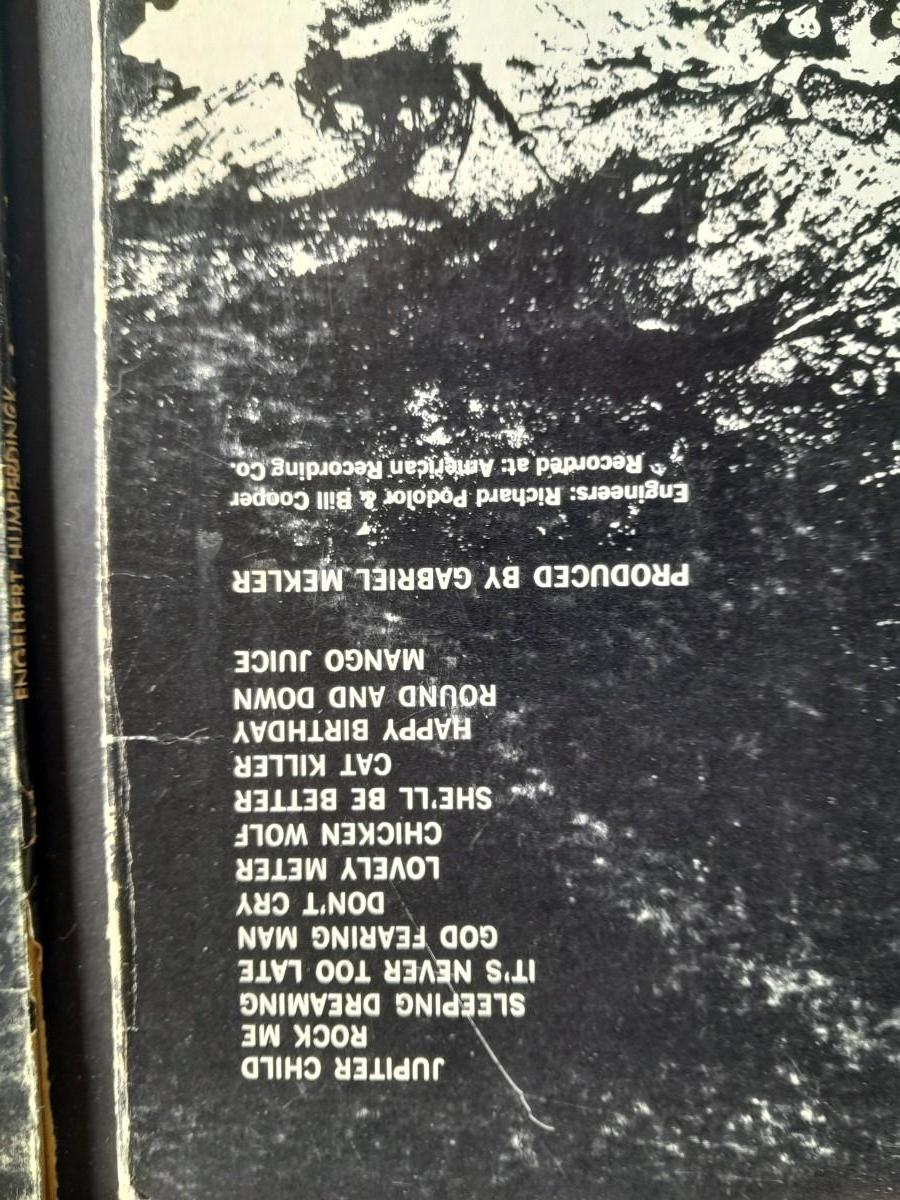 JUPITER CHILD
ROCK ME
SLEEPING DREAMING
IT'S NEVER TOO LATE
GOD FEARING MAN
DON'T CRY
LOVELY METER
CHICKEN WOLF
SHE'LL BE BETTER
CAT KILLER
HAPPY BIRTHDAY
ROUND AND DOWN
MANGO JUICE
PRODUCED BY GABRIEL MEKLER
Engineers: Richard Podolor & Bill Cooper
Recorded at: American Recording Co.
ENGELBERT HUMPERDINCK